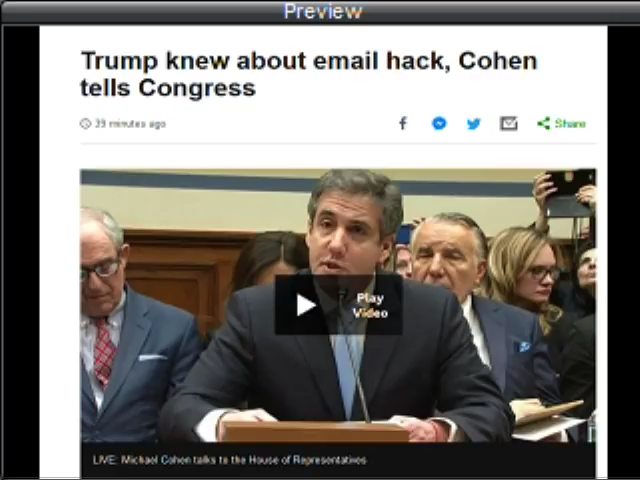 Preview
Trump knew about email hack, Cohen
tells Congress
39 minutes ago
Share
Play
Video
LIVE: Michael Cohen talks to the House of Representatives